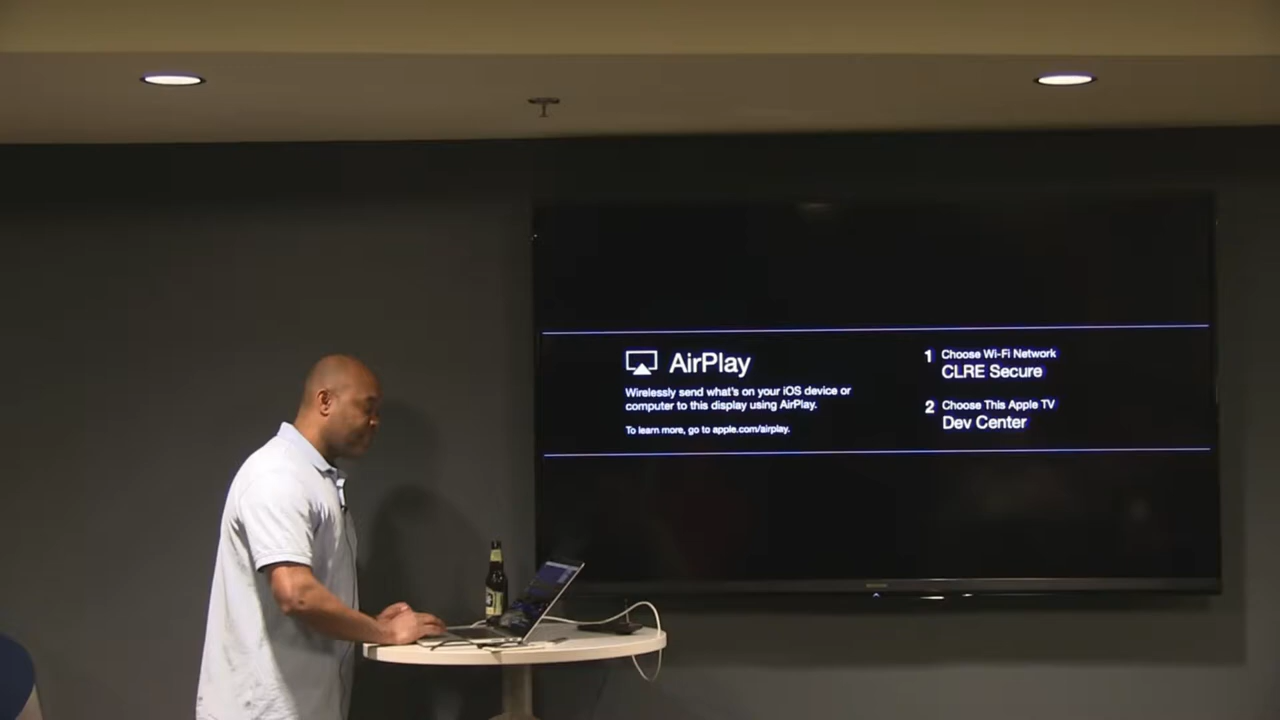 AirPlay
Wirelessly send what's on your iOS device or
computer to this display using AirPlay.
To learn more, go to apple.com/airplay.
1 Choose Wi-Fi Network
CLRE Secure
2 Choose This Apple TV
Dev Center